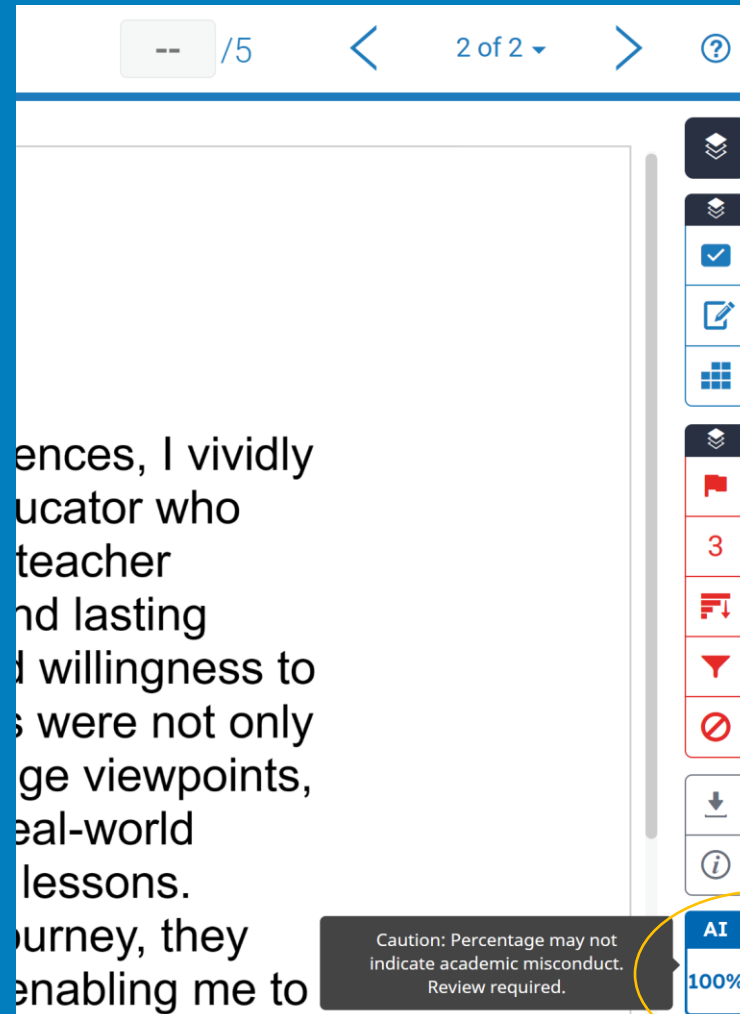 -- /5
2 of 2
?
ences, I vividly
ucator who
teacher
nd lasting
willingness to
were not only
ge viewpoints,
eal-world
lessons.
urney, they
enabling me to
3
i
Caution: Percentage may not
indicate academic misconduct.
Review required.
AI
100%